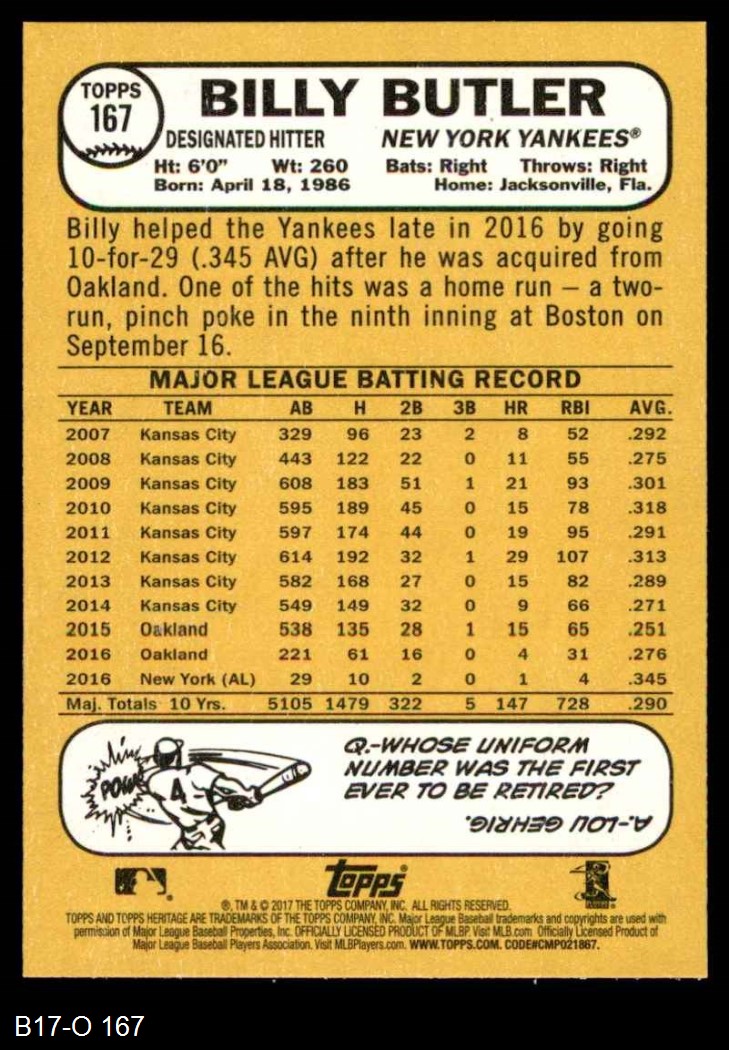 TOPPS
167
BILLY BUTLER
DESIGNATED HITTER NEW YORK YANKEES®
Ht: 6'0" Wt: 260 Bats: Right Throws: Right
Born: April 18, 1986 Home: Jacksonville, Fla.
Billy helped the Yankees late in 2016 by going
10-for-29 (.345 AVG) after he was acquired from
Oakland. One of the hits was a home run – a two-
run, pinch poke in the ninth inning at Boston on
September 16.
MAJOR LEAGUE BATTING RECORD
YEAR TEAM AB H 2B 3B HR RBI AVG.
2007 Kansas City 329 96 23 2 8 52 .292
2008 Kansas City 443 122 22 0 11 55 .275
2009 Kansas City 608 183 51 1 21 93 .301
2010 Kansas City 595 189 45 0 15 78 .318
2011 Kansas City 597 174 44 0 19 95 .291
2012 Kansas City 614 192 32 1 29 107 .313
2013 Kansas City 582 168 27 0 15 82 .289
2014 Kansas City 549 149 32 0 9 66 .271
2015 Oakland 538 135 28 1 15 65 .251
2016 Oakland 221 61 16 0 4 31 .276
2016 New York (AL) 29 10 2 0 1 4 .345
Maj. Totals 10 Yrs. 5105 1479 322 5 147 728 .290
POW!
4
Q.-WHOSE UNIFORM
NUMBER WAS THE FIRST
EVER TO BE RETIRED?
A.-LOU GEHRIG.
Topps®
®, TM & © 2017 THE TOPPS COMPANY, INC. ALL RIGHTS RESERVED.
TOPPS AND TOPPS HERITAGE ARE TRADEMARKS OF THE TOPPS COMPANY, INC. Major League Baseball trademarks and copyrights are used with
permission of Major League Baseball Properties, Inc. OFFICIALLY LICENSED PRODUCT OF MLBP. Visit MLB.com Officially Licensed Product of
Major League Baseball Players Association. Visit MLBPlayers.com. WWW.TOPPS.COM. CODE#CMP021867.
B17-O 167